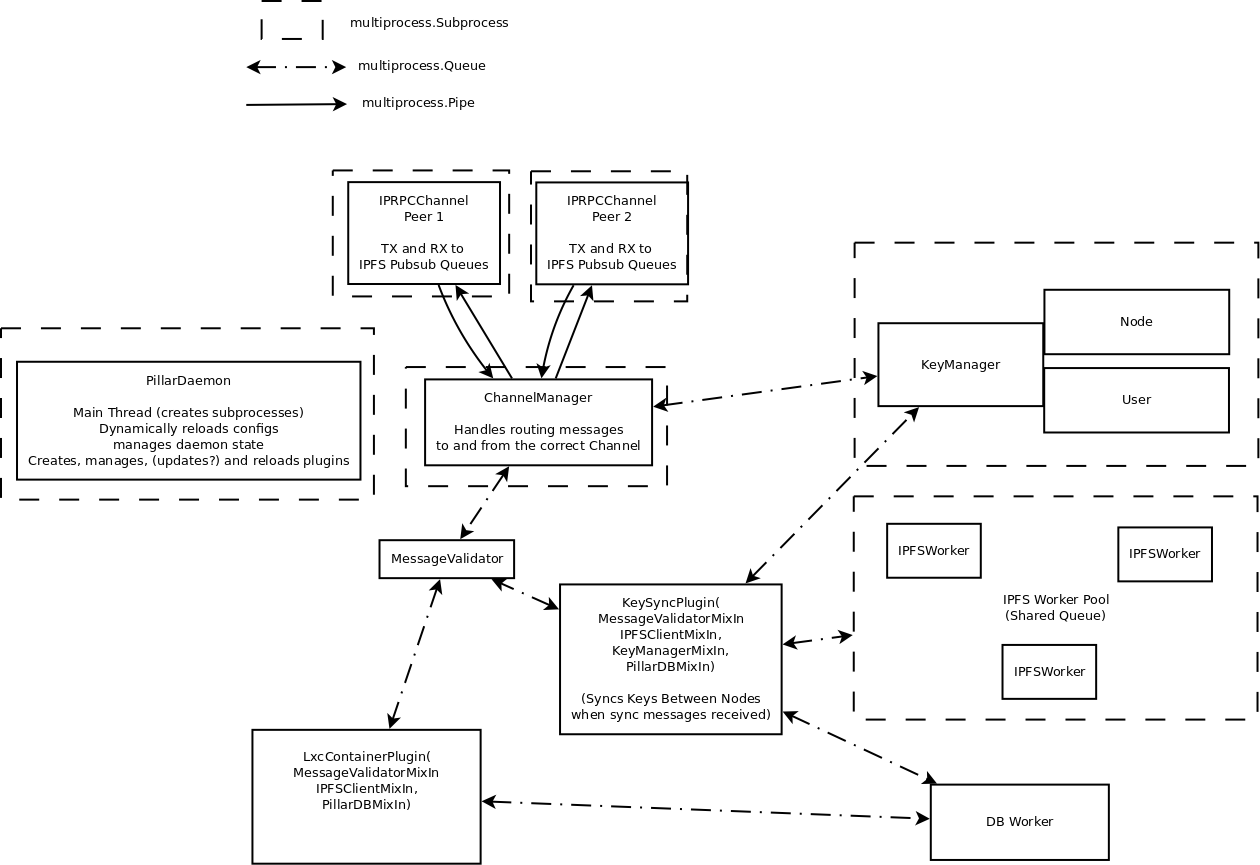 multiprocess.Subprocess
multiprocess.Queue
multiprocess.Pipe
IPRPCChannel
Peer 1
TX and RX to
IPFS Pubsub Queues
IPRPCChannel
Peer 2
TX and RX to
IPFS Pubsub Queues
PillarDaemon
Main Thread (creates subprocesses)
Dynamically reloads configs
manages daemon state
Creates, manages, (updates?) and reloads plugins
ChannelManager
Handles routing messages
to and from the correct Channel
KeyManager
Node
User
MessageValidator
KeySyncPlugin(
MessageValidatorMixIn
IPFSClientMixIn,
KeyManagerMixIn,
PillarDBMixIn)
(Syncs Keys Between Nodes
when sync messages received)
IPFSWorker
IPFSWorker
IPFS Worker Pool
(Shared Queue)
IPFSWorker
LxcContainerPlugin(
MessageValidatorMixIn
IPFSClientMixIn,
PillarDBMixIn)
DB Worker